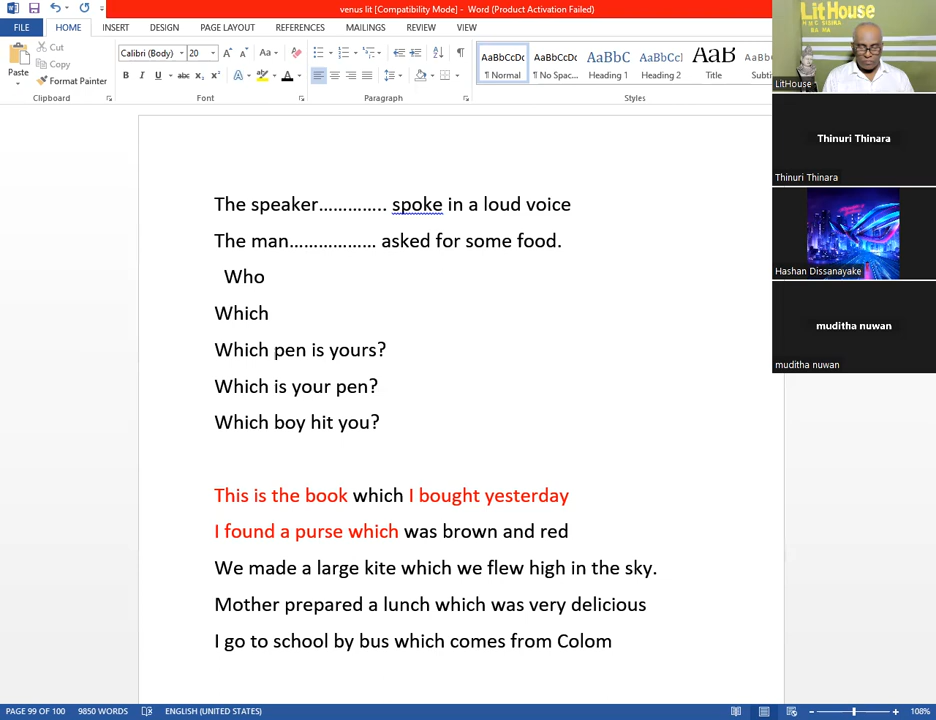 venus lit [Compatibility Mode] - Word (Product Activation Failed)
FILE HOME INSERT DESIGN PAGE LAYOUT REFERENCES MAILINGS REVIEW VIEW
Paste
Cut
Copy
Format Painter
Clipboard
Calibri (Body) 20
Font
Paragraph
AaBbCcDc AaBbCcDc AaBbC AaBbCcl AaB
¶ Normal ¶ No Spac... Heading 1 Heading 2 Title
Styles
The speaker………….. spoke in a loud voice
The man……………… asked for some food.
Who
Which
Which pen is yours?
Which is your pen?
Which boy hit you?
This is the book which I bought yesterday
I found a purse which was brown and red
We made a large kite which we flew high in the sky.
Mother prepared a lunch which was very delicious
I go to school by bus which comes from Colom
LitHouse
LitHouse
Thinuri Thinara
Thinuri Thinara
Hashan Dissanayake
muditha nuwan
muditha nuwan
PAGE 99 OF 100 9850 WORDS ENGLISH (UNITED STATES) 108%